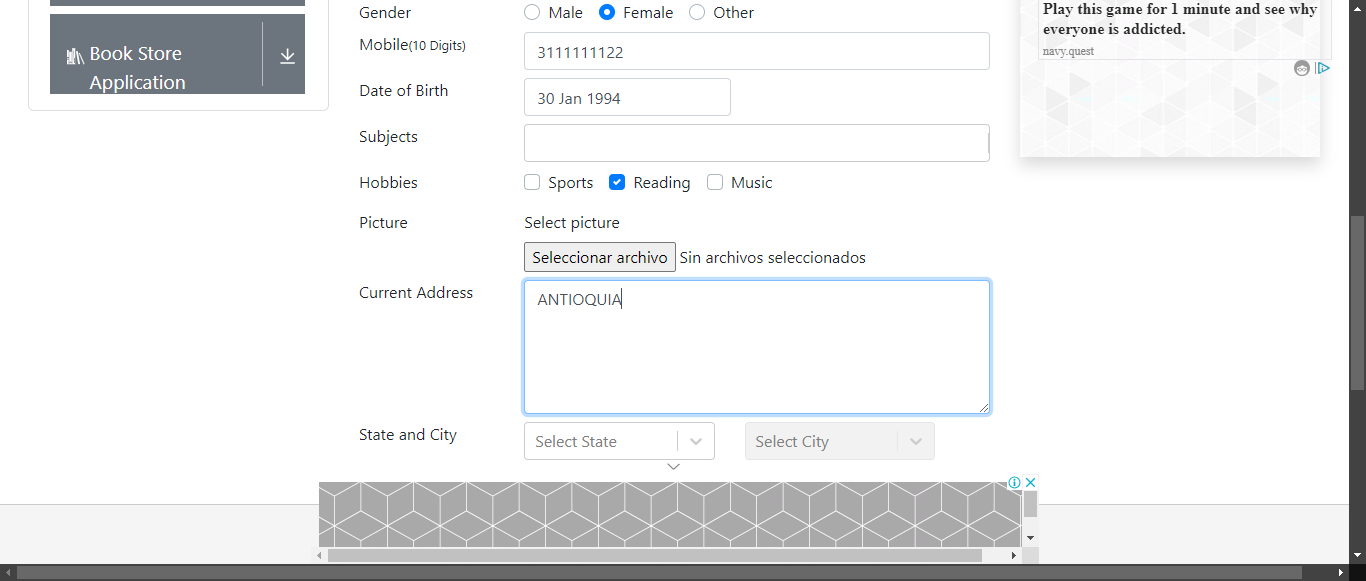 Book Store
Application
Gender
Male Female Other
Mobile(10 Digits)
3111111122
Date of Birth
30 Jan 1994
Subjects
Hobbies
Sports Reading Music
Picture
Select picture
Seleccionar archivo Sin archivos seleccionados
Current Address
ANTIOQUIA
State and City
Select State
Select City
Play this game for 1 minute and see why
everyone is addicted.
navy.quest